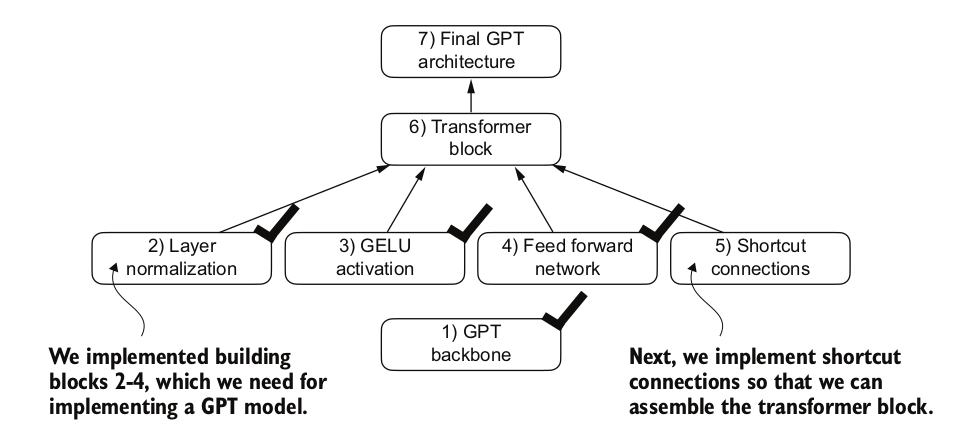 7) Final GPT
architecture
6) Transformer
block
2) Layer
normalization
3) GELU
activation
4) Feed forward
network
5) Shortcut
connections
1) GPT
backbone
We implemented building
blocks 2-4, which we need for
implementing a GPT model.
Next, we implement shortcut
connections so that we can
assemble the transformer block.